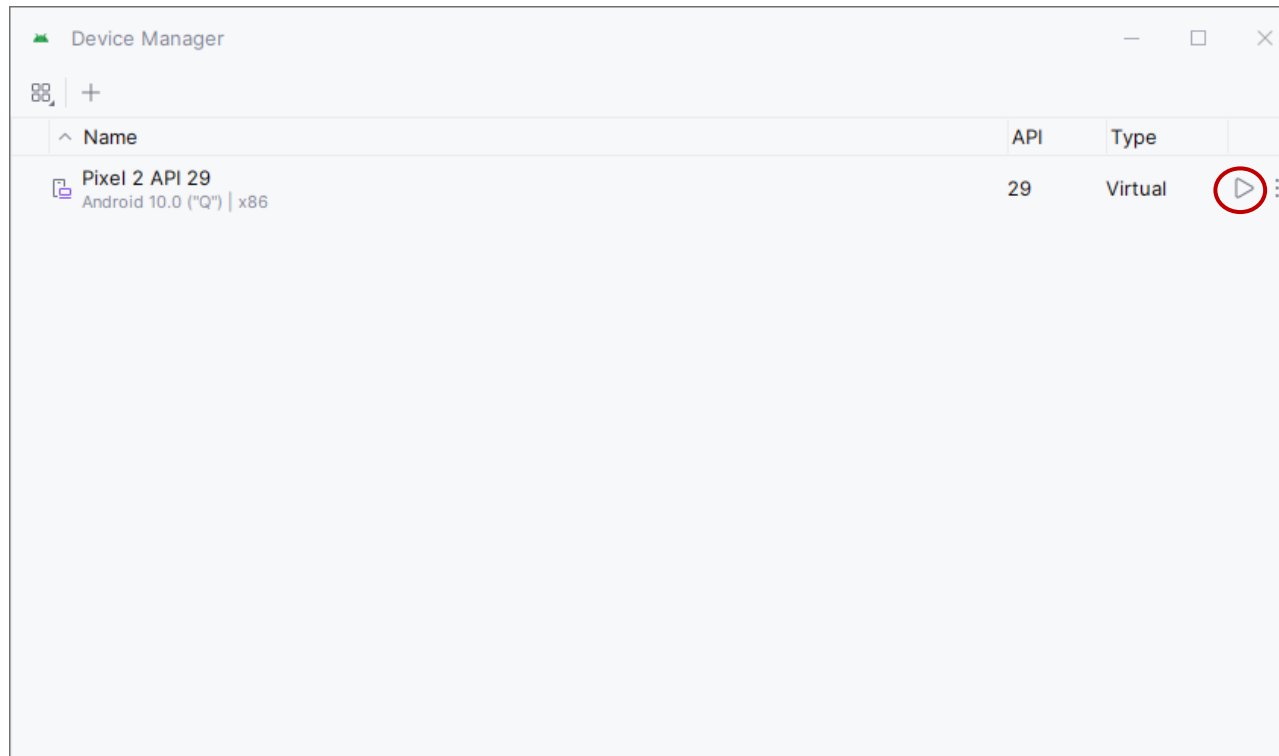 Device Manager
Name API Type
Pixel 2 API 29
Android 10.0 ("Q") | x86
29 Virtual